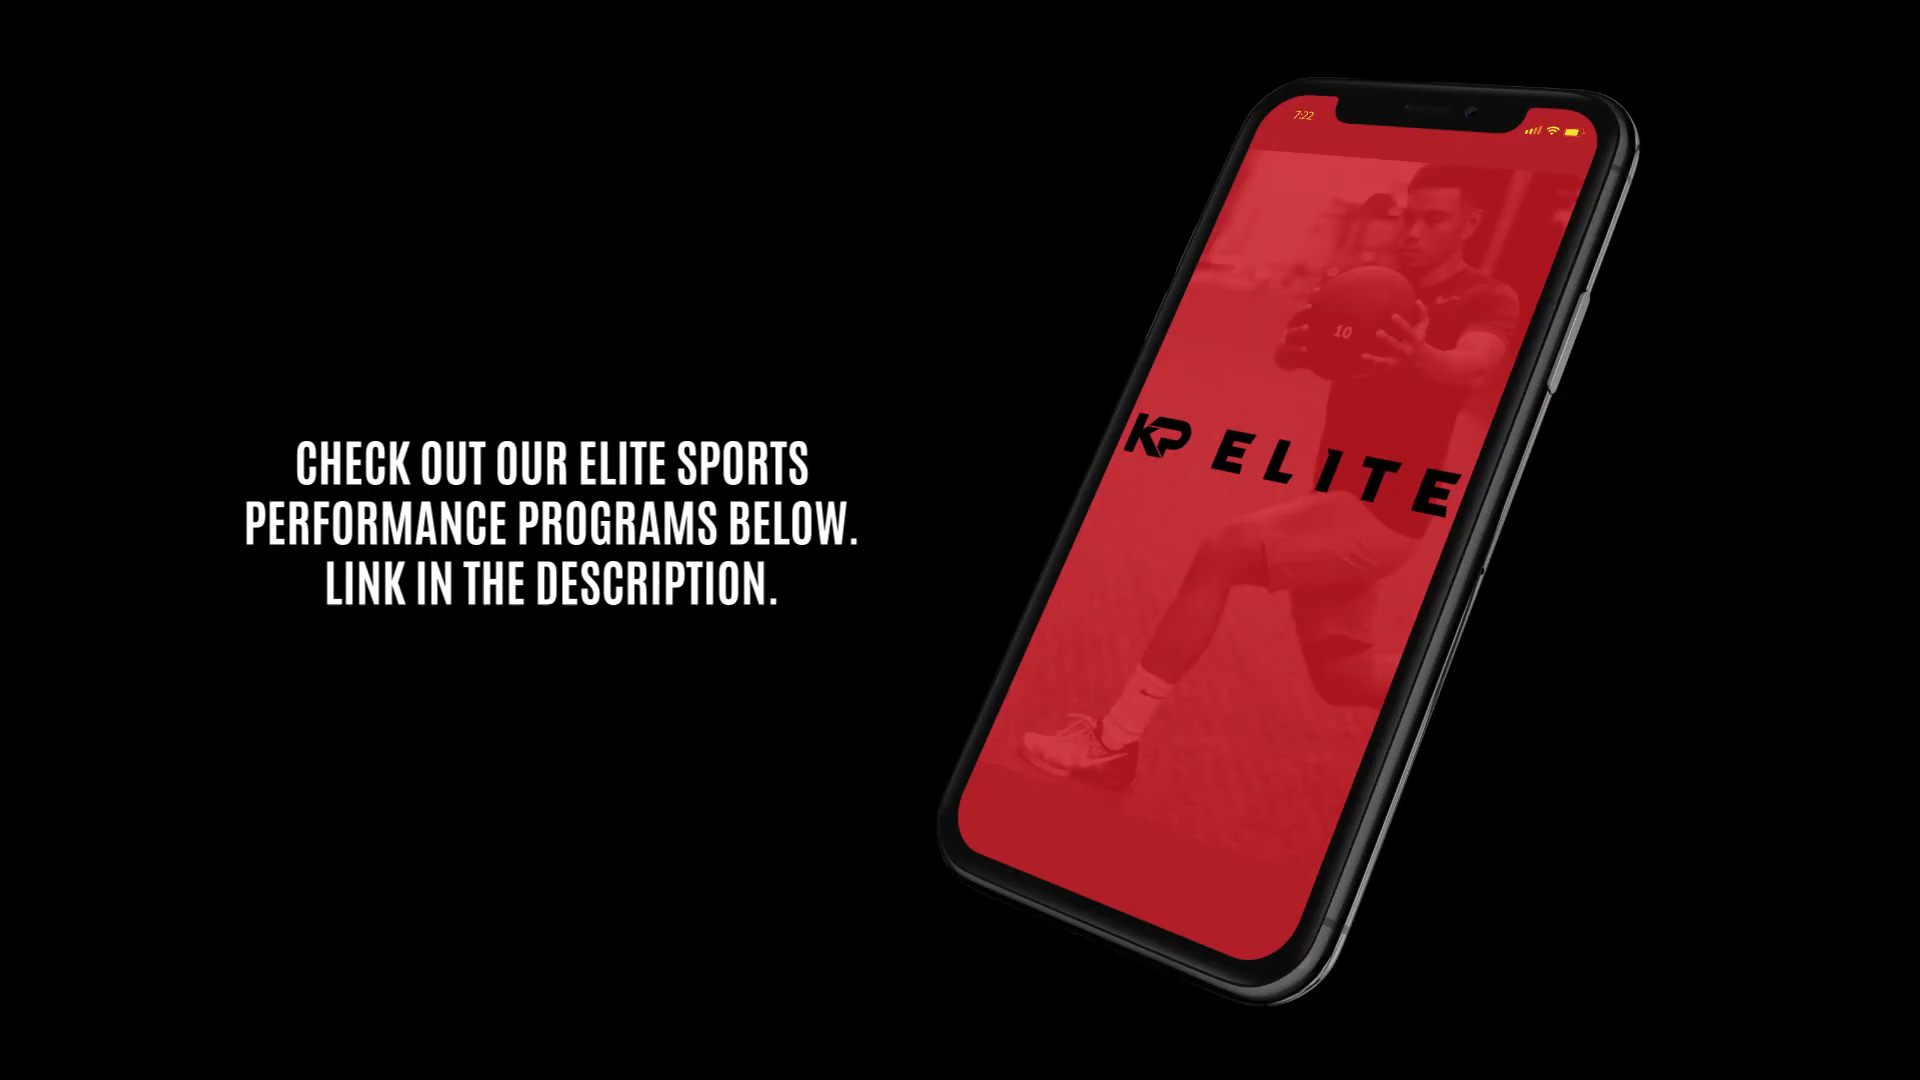 CHECK OUT OUR ELITE SPORTS
PERFORMANCE PROGRAMS BELOW.
LINK IN THE DESCRIPTION.
7:22
10
KP ELITE